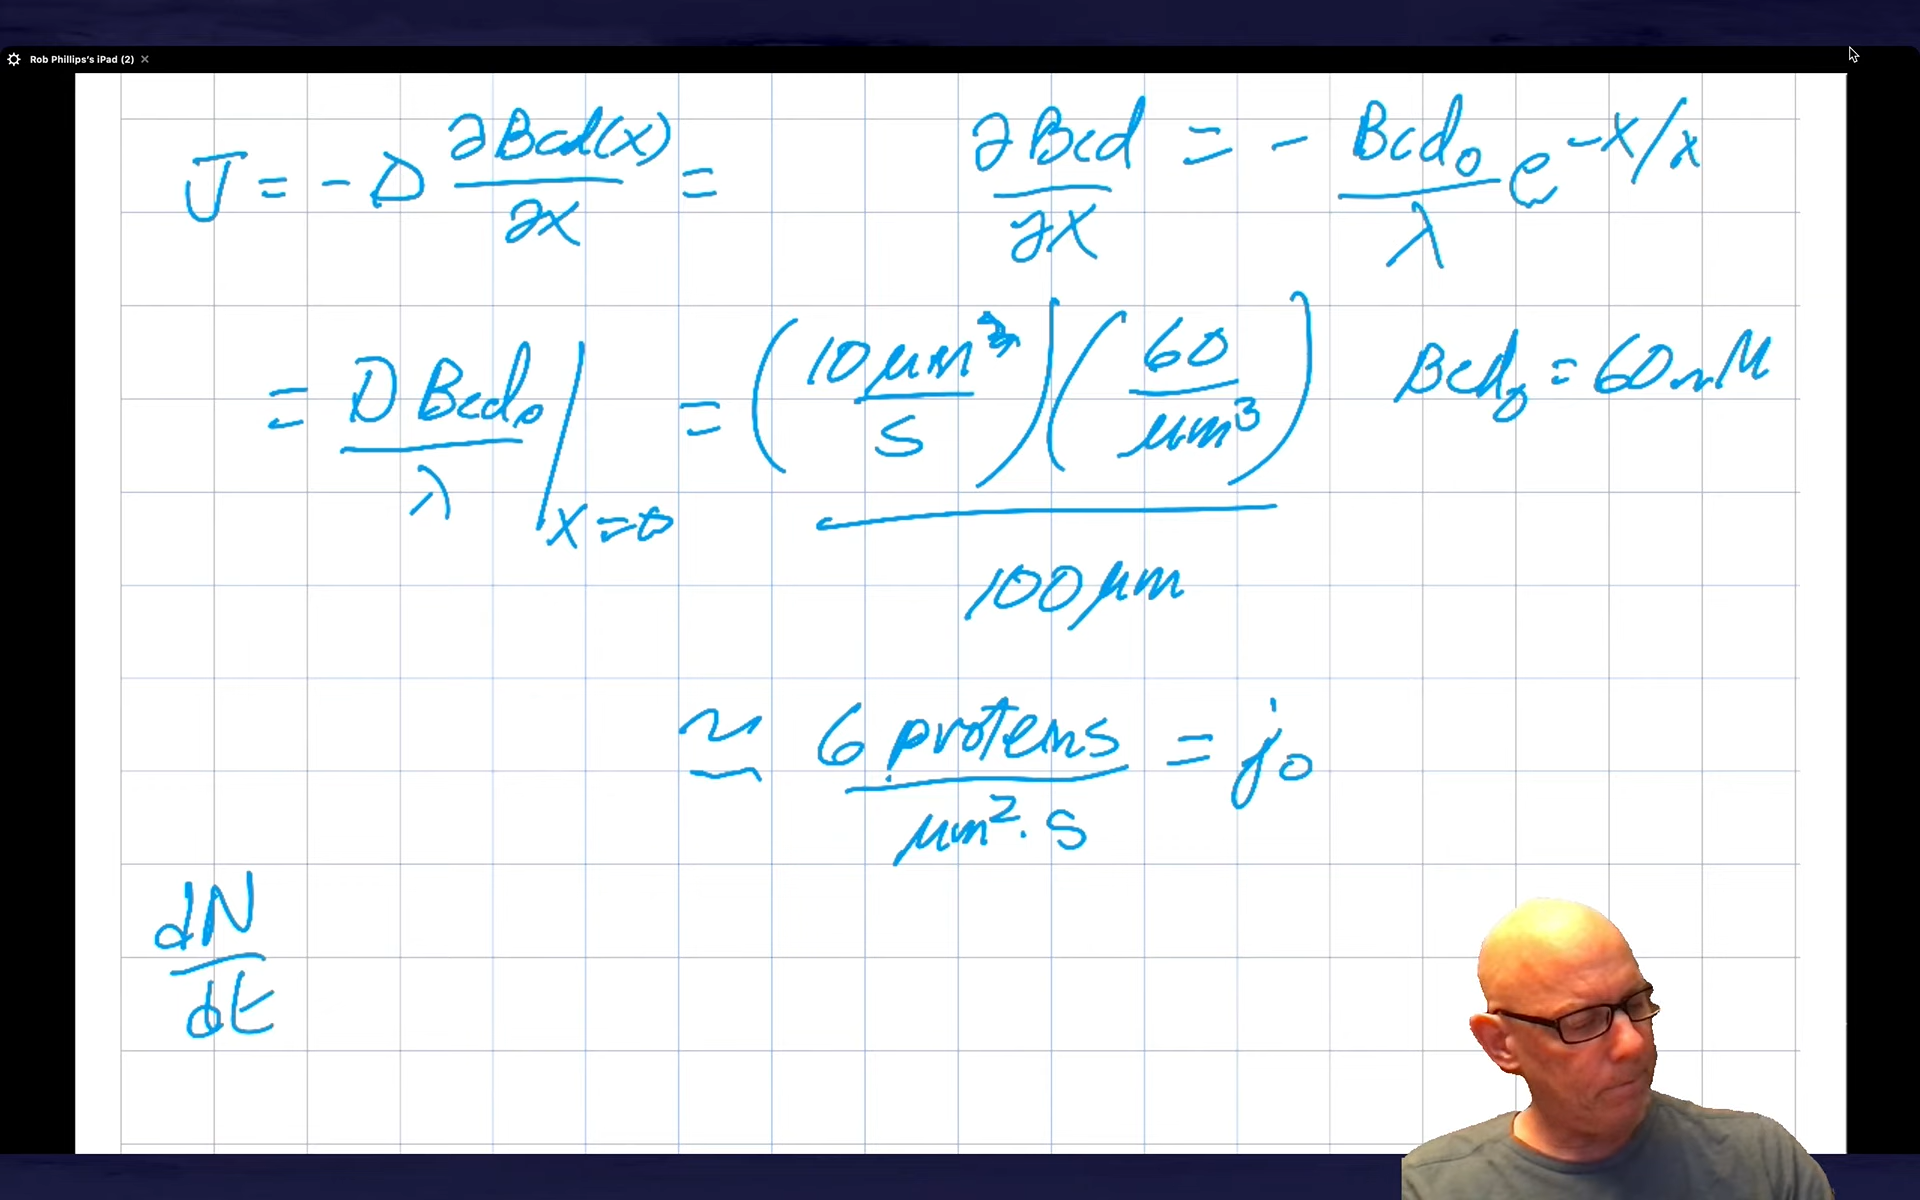 Rob Phillips's iPad (2)
J = -D ∂Bcd(x)/∂x =
∂Bcd/∂x = - Bcd₀/λ e^(-x/λ)
= D Bcd₀/λ |ₓ₌₀ = (10 μm²/s)(60/μm³)/100 μm
Bcd₀ = 60 nM
≃ 6 proteins/μm²·s = j₀
dN/dt